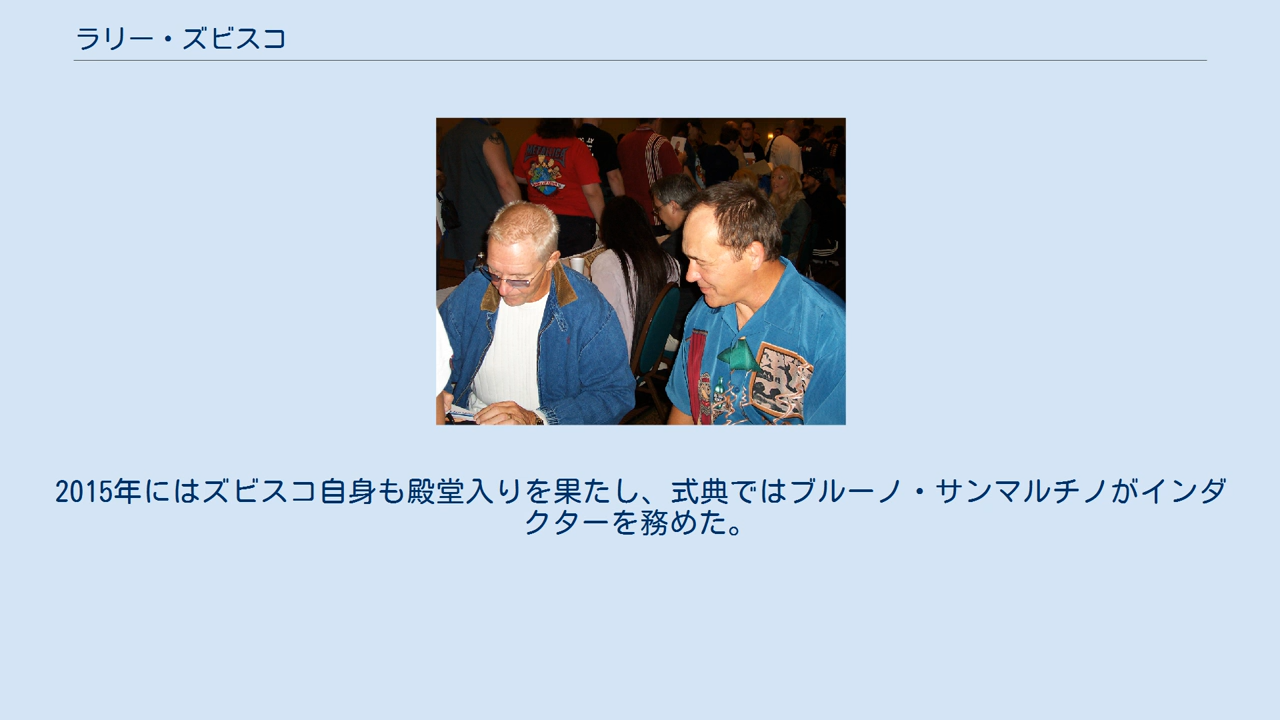 ラリー・ズビスコ
2015年にはズビスコ自身も殿堂入りを果たし、式典ではブルーノ・サンマルチノがインダ
クターを務めた。